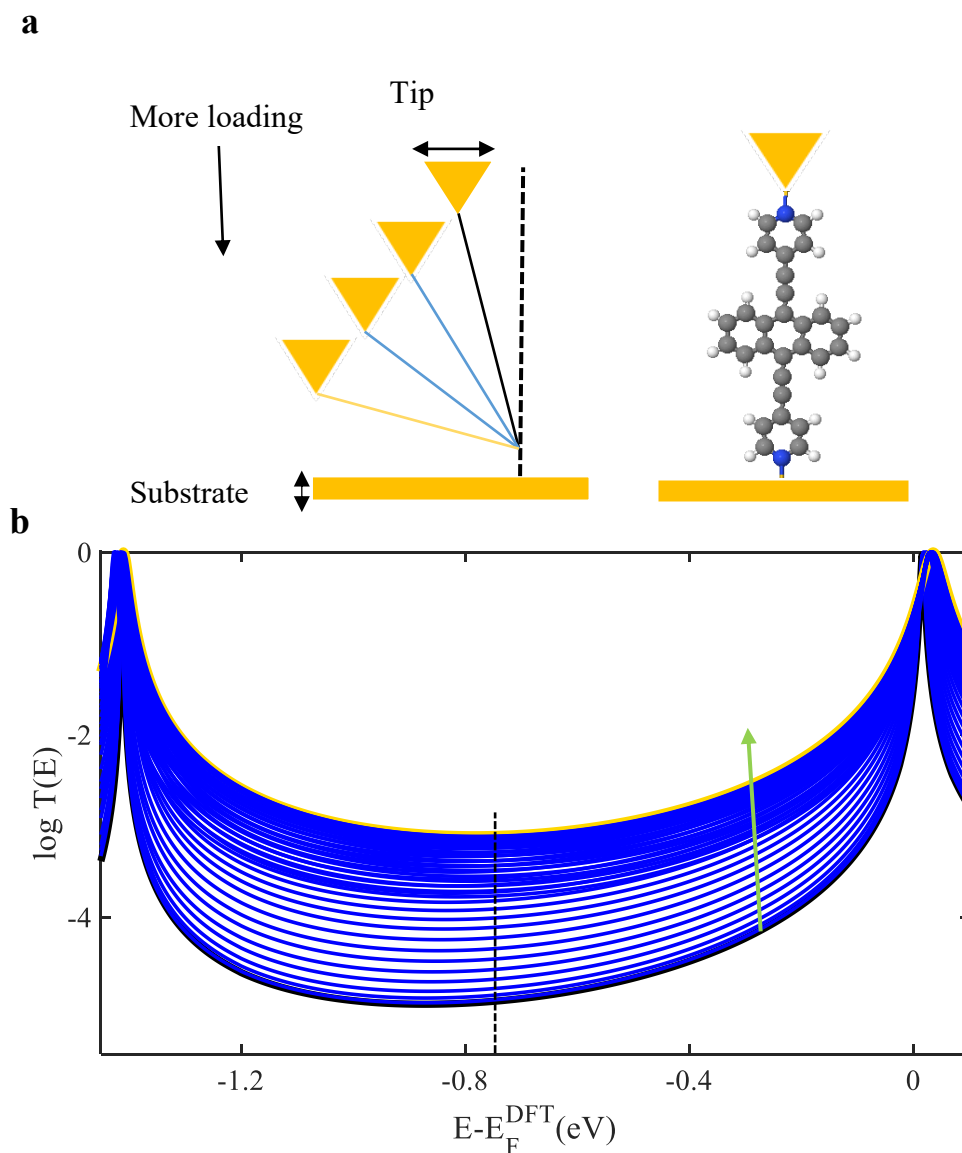 a
Tip
More loading
Substrate
b
0
-2
-4
log T(E)
-1.2 -0.8 -0.4 0
E-E_F^DFT(eV)